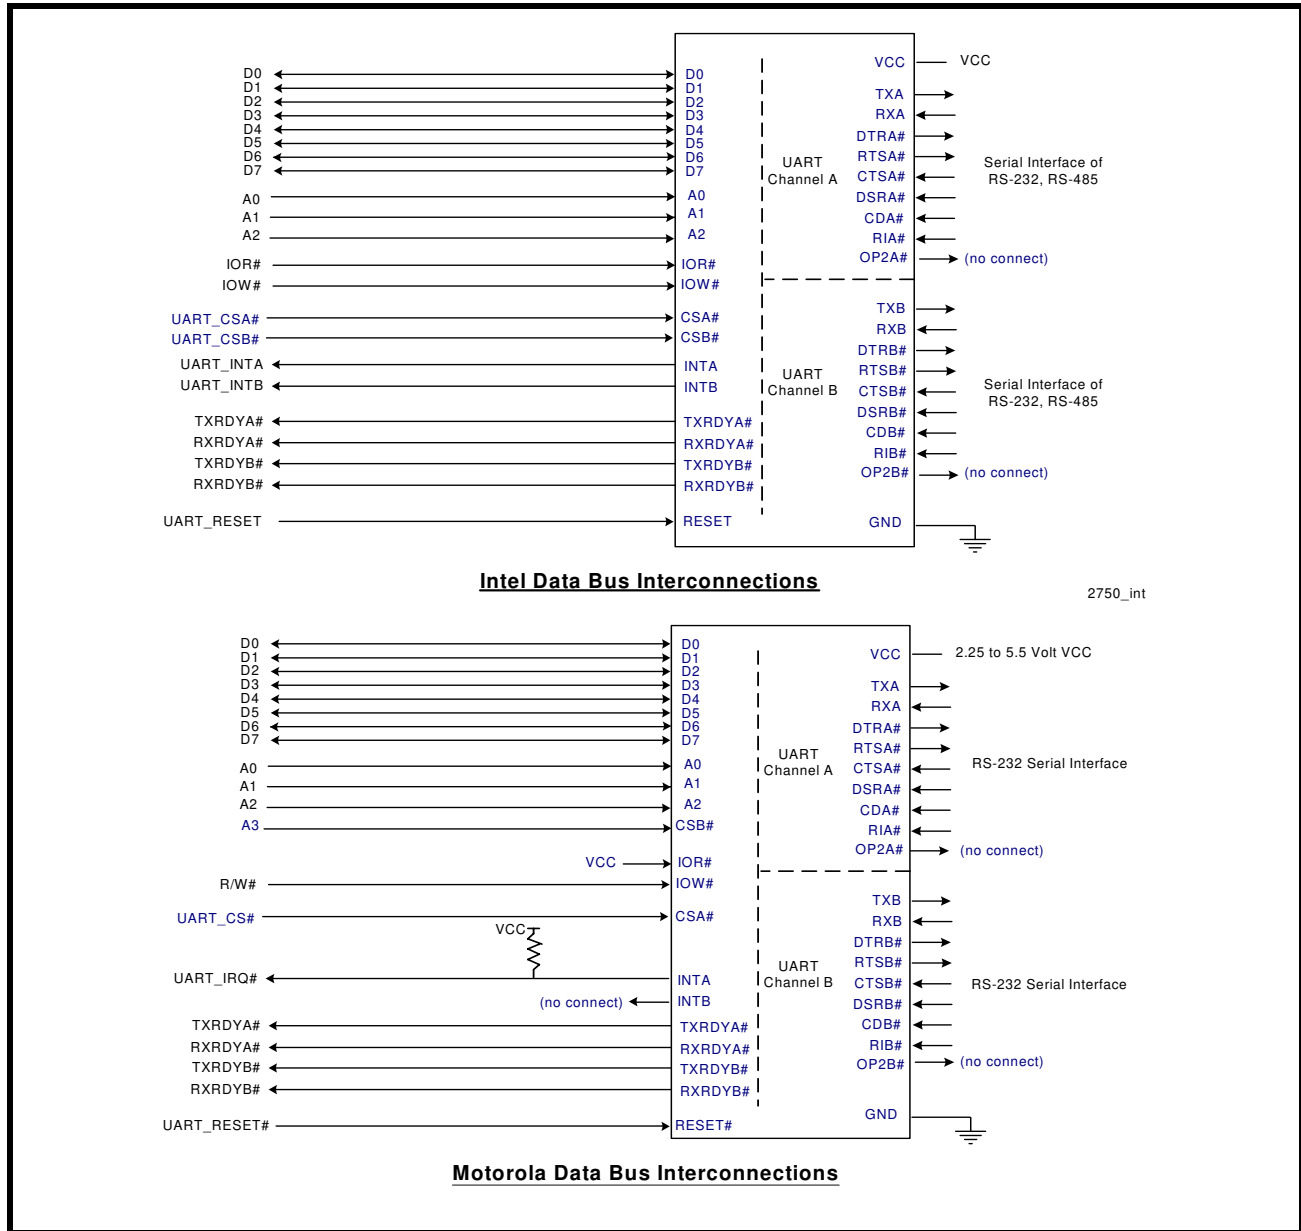 VCC VCC
D0 D0
D1 D1
D2 D2 TXA
D3 D3 RXA
D4 D4 DTRA#
D5 D5
D6 D6 UART RTSA# Serial Interface of
D7 D7 Channel A CTSA# RS-232, RS-485
A0 A0 DSRA#
A1 A1 CDA#
A2 A2 RIA#
IOR# IOR# OP2A# (no connect)
IOW# IOW#
UART_CSA# CSA# TXB
UART_CSB# CSB# RXB
DTRB#
UART_INTA INTA UART RTSB# Serial Interface of
UART_INTB INTB Channel B CTSB# RS-232, RS-485
DSRB#
TXRDYA# TXRDYA# CDB#
RXRDYA# RXRDYA# RIB#
TXRDYB# TXRDYB# OP2B# (no connect)
RXRDYB# RXRDYB#
UART_RESET RESET GND
Intel Data Bus Interconnections
2750_int
D0 D0
D1 D1 VCC 2.25 to 5.5 Volt VCC
D2 D2
D3 D3 TXA
D4 D4
D5 D5 RXA
D6 D6 DTRA#
D7 D7 UART RTSA#
A0 A0 Channel A CTSA# RS-232 Serial Interface
A1 A1 DSRA#
A2 A2 CDA#
A3 CSB# RIA#
OP2A# (no connect)
VCC IOR#
R/W# IOW#
TXB
UART_CS# CSA# RXB
VCC DTRB#
UART RTSB#
UART_IRQ# INTA Channel B CTSB# RS-232 Serial Interface
(no connect) INTB DSRB#
TXRDYA# TXRDYA# CDB#
RXRDYA# RXRDYA# RIB#
TXRDYB# TXRDYB# OP2B# (no connect)
RXRDYB# RXRDYB#
GND
UART_RESET# RESET#
Motorola Data Bus Interconnections